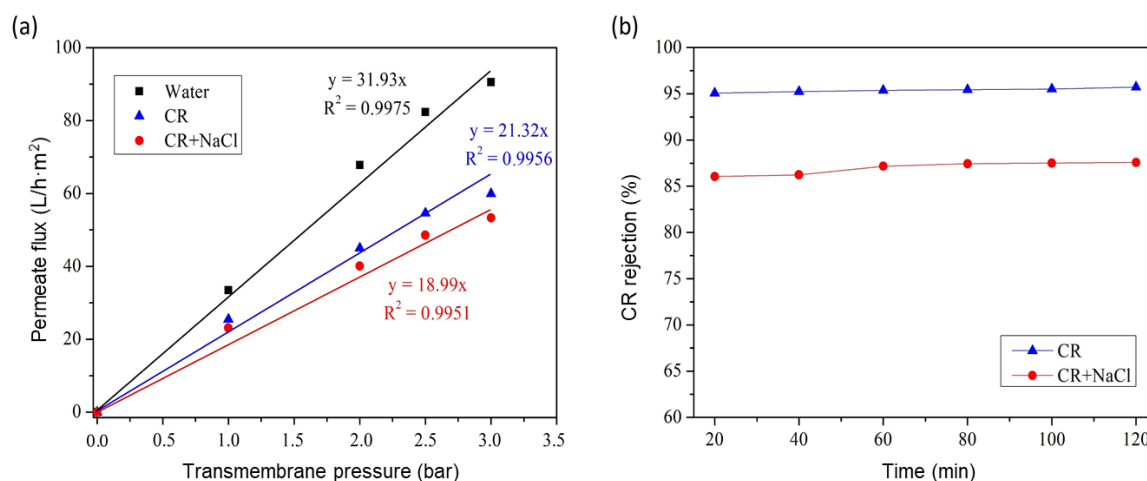 (a)
Permeate flux (L/h·m²)
100
80
60
40
20
0
Water
CR
CR+NaCl
y = 31.93x
R² = 0.9975
y = 21.32x
R² = 0.9956
y = 18.99x
R² = 0.9951
0.0 0.5 1.0 1.5 2.0 2.5 3.0 3.5
Transmembrane pressure (bar)
(b)
CR rejection (%)
100
95
90
85
80
75
70
65
60
CR
CR+NaCl
20 40 60 80 100 120
Time (min)